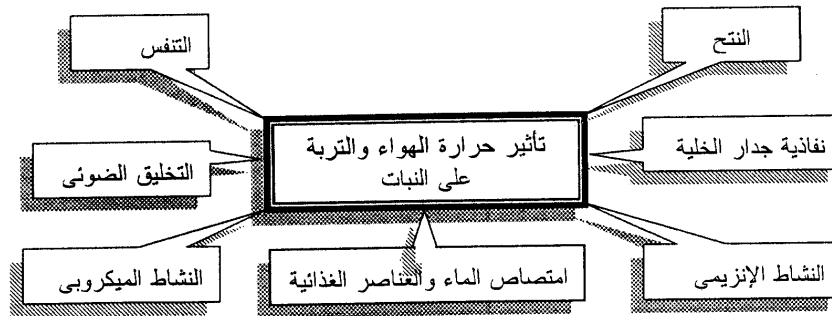 النتح
التنفس
تأثير حرارة الهواء والتربة
على النبات
نفاذية جدار الخلية
التخليق الضوئى
النشاط الإنزيمى
امتصاص الماء والعناصر الغذائية
النشاط الميكروبى